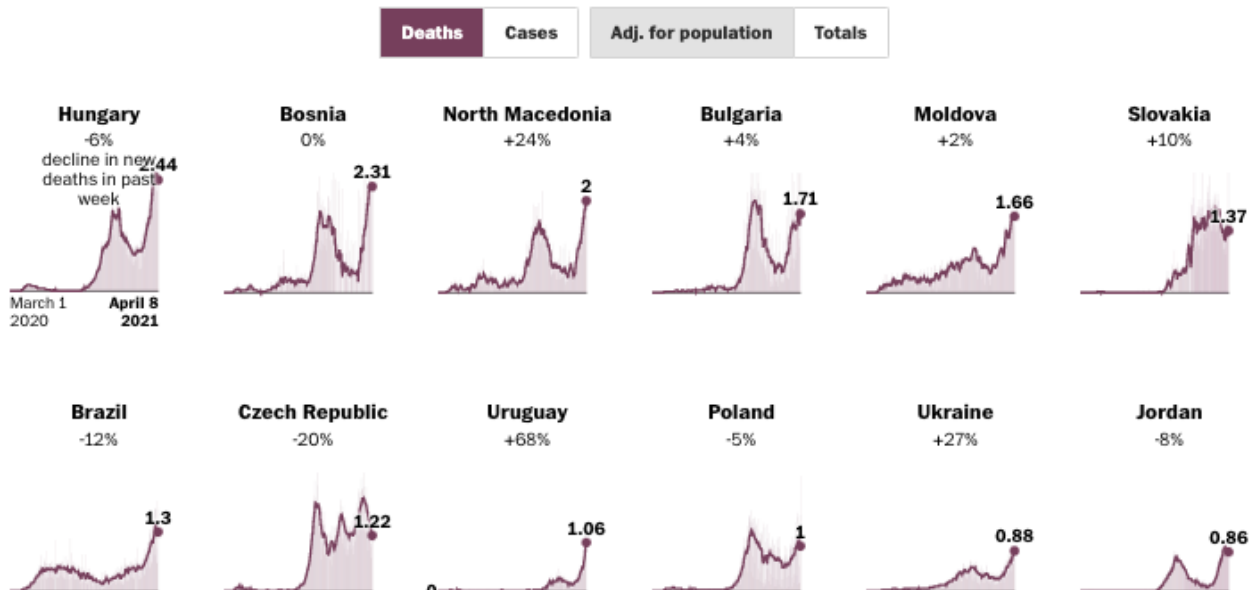 Deaths Cases Adj. for population Totals
Hungary Bosnia North Macedonia Bulgaria Moldova Slovakia
-6% 0% +24% +4% +2% +10%
decline in new
deaths in past
week
2.44 2.31 2 1.71 1.66 1.37
March 1 April 8
2020 2021
Brazil Czech Republic Uruguay Poland Ukraine Jordan
-12% -20% +68% -5% +27% -8%
1.3 1.22 1.06 1 0.88 0.86